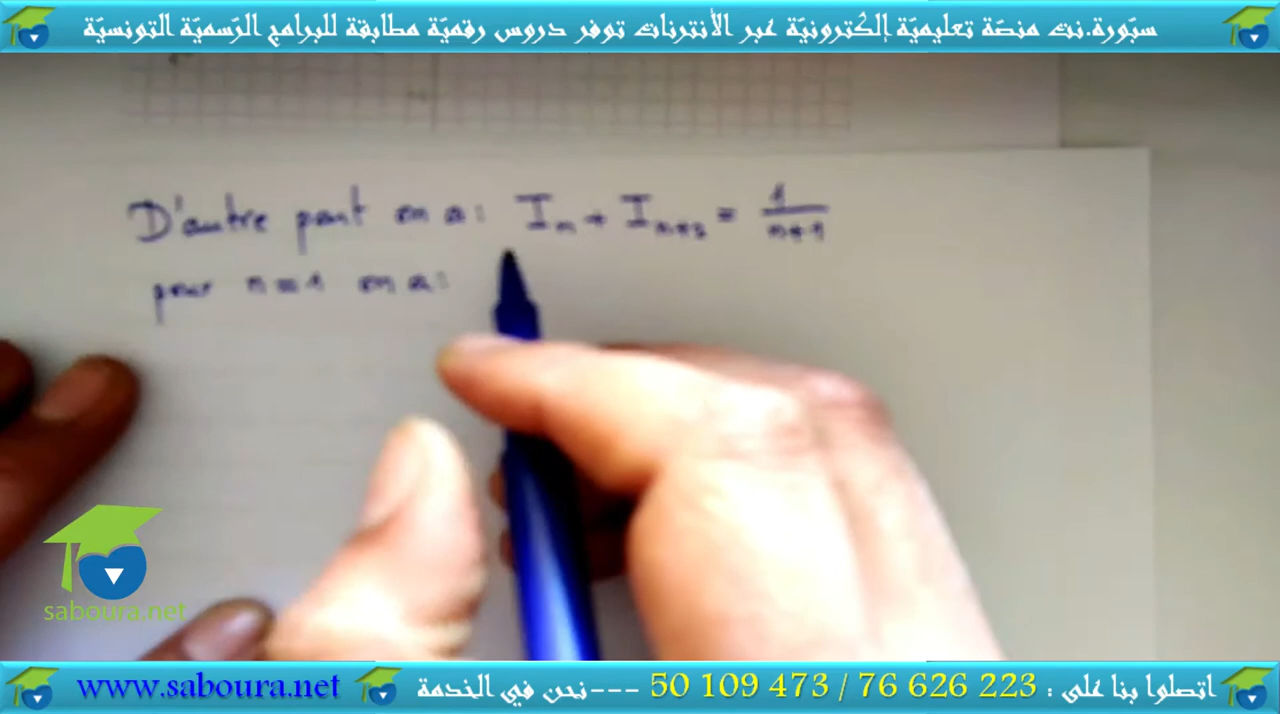 سبّورة.نت منصّة تعليميّة إلكترونيّة عبر الأنترنات توفر دروس رقميّة مطابقة للبرامج الرّسميّة التونسيّة
D'autre part on a: Iₙ + Iₙ₊₂ = 1/(n+1)
pour n=1 on a:
saboura.net
اتصلوا بنا على : 50 109 473 / 76 626 223 ---نحن في الخدمة www.saboura.net